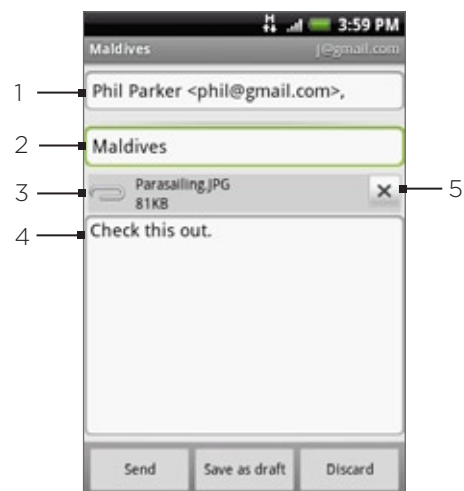 3:59 PM
Maldives j@gmail.com
1 Phil Parker <phil@gmail.com>,
2 Maldives
3 Parasailing.JPG 5
81KB
4 Check this out.
Send Save as draft Discard